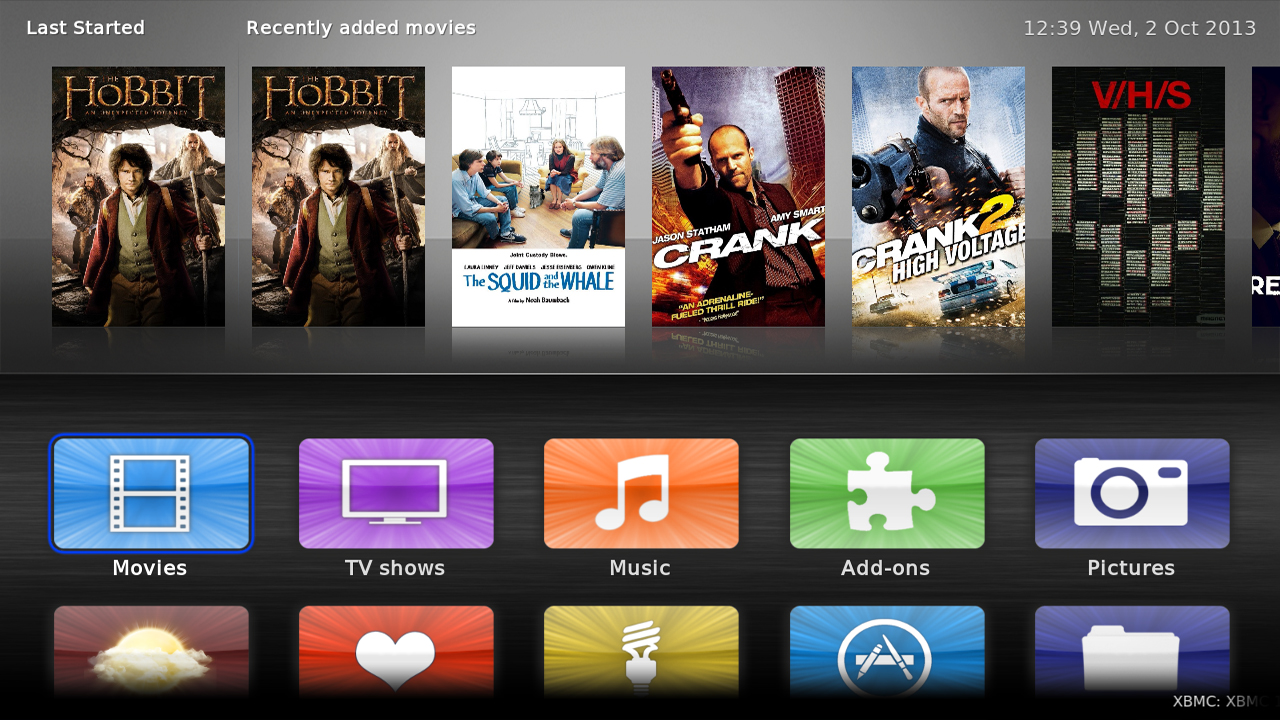 Last Started
Recently added movies
12:39 Wed, 2 Oct 2013
THE
HOBBIT
AN UNEXPECTED JOURNEY
THE
HOBBIT
AN UNEXPECTED JOURNEY
Joint Custody Blows.
LAURA LINNEY JEFF DANIELS JESSE EISENBERG OWEN KLINE
The SQUID and the WHALE
A film by Noah Baumbach
JASON STATHAM
AMY SMART
CRANK
"AN ADRENALINE-
FUELED THRILL RIDE!"
CRANK2
HIGH VOLTAGE
V/H/S
RE
Movies
TV shows
Music
Add-ons
Pictures
XBMC: XBMC